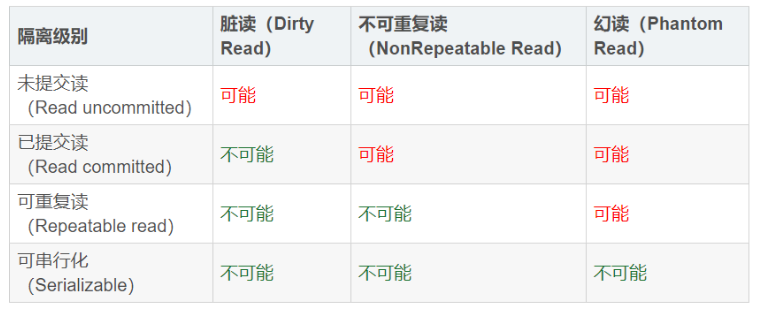 隔离级别
脏读（Dirty
Read）
不可重复读
（NonRepeatable Read）
幻读（Phantom
Read）
未提交读
（Read uncommitted）
可能
可能
可能
已提交读
（Read committed）
不可能
可能
可能
可重复读
（Repeatable read）
不可能
不可能
可能
可串行化
（Serializable）
不可能
不可能
不可能